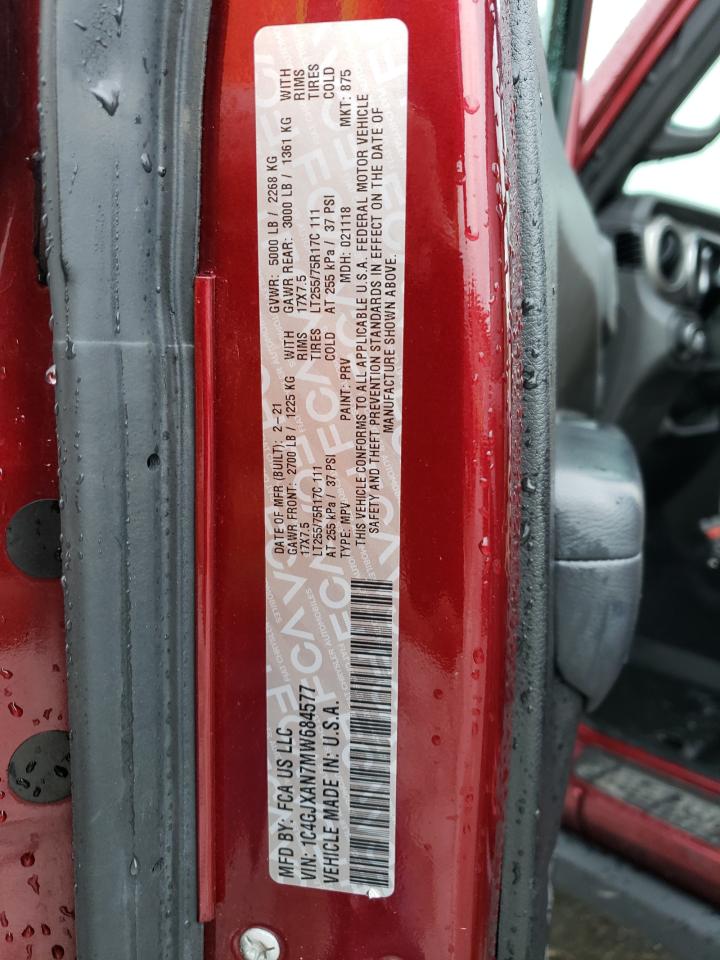 MFD BY: FCA US LLC
VIN: 1C4GJXAN7MW684577
VEHICLE MADE IN: U.S.A.
DATE OF MFR (BUILT): 2-21 GVWR: 5000 LB / 2268 KG
GAWR FRONT: 2700 LB / 1225 KG WITH GAWR REAR: 3000 LB / 1361 KG WITH
17X7.5 RIMS 17X7.5 RIMS
LT255/75R17C 111 TIRES LT255/75R17C 111 TIRES
AT 255 kPa / 37 PSI COLD AT 255 kPa / 37 PSI COLD
TYPE: MPV PAINT: PRV MDH: 021118 MKT: 875
THIS VEHICLE CONFORMS TO ALL APPLICABLE U.S.A. FEDERAL MOTOR VEHICLE
SAFETY AND THEFT PREVENTION STANDARDS IN EFFECT ON THE DATE OF
MANUFACTURE SHOWN ABOVE.